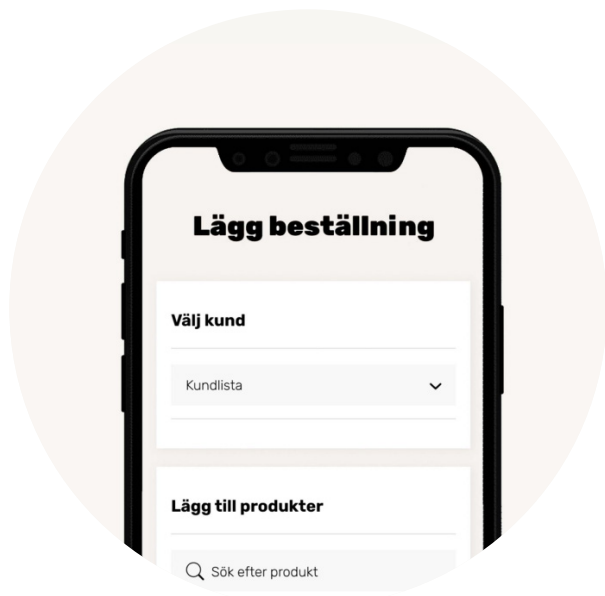 Lägg beställning
Välj kund
Kundlista
Lägg till produkter
Sök efter produkt